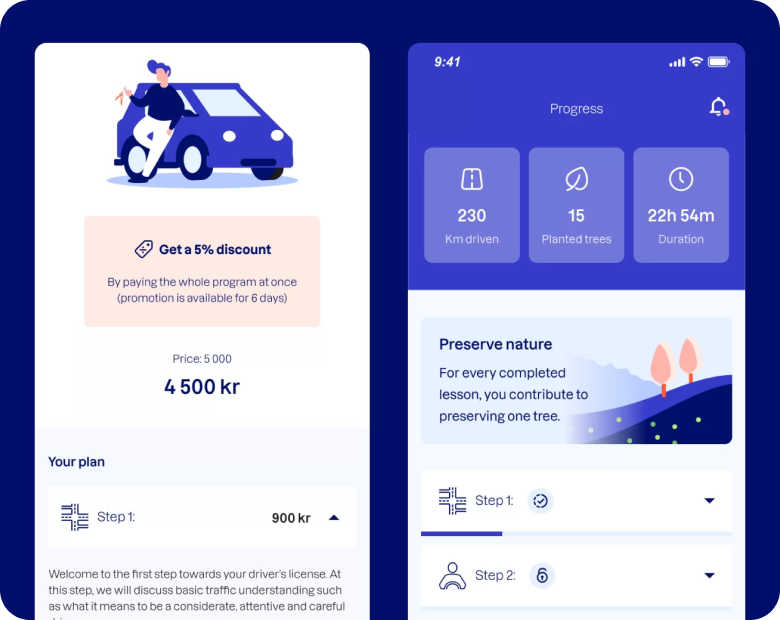 Get a 5% discount
By paying the whole program at once
(promotion is available for 6 days)
Price: 5 000
4 500 kr
Your plan
Step 1:
900 kr
Welcome to the first step towards your driver's license. At
this step, we will discuss basic traffic understanding such
as what it means to be a considerate, attentive and careful
9:41
Progress
230
Km driven
15
Planted trees
22h 54m
Duration
Preserve nature
For every completed
lesson, you contribute to
preserving one tree.
Step 1:
Step 2: